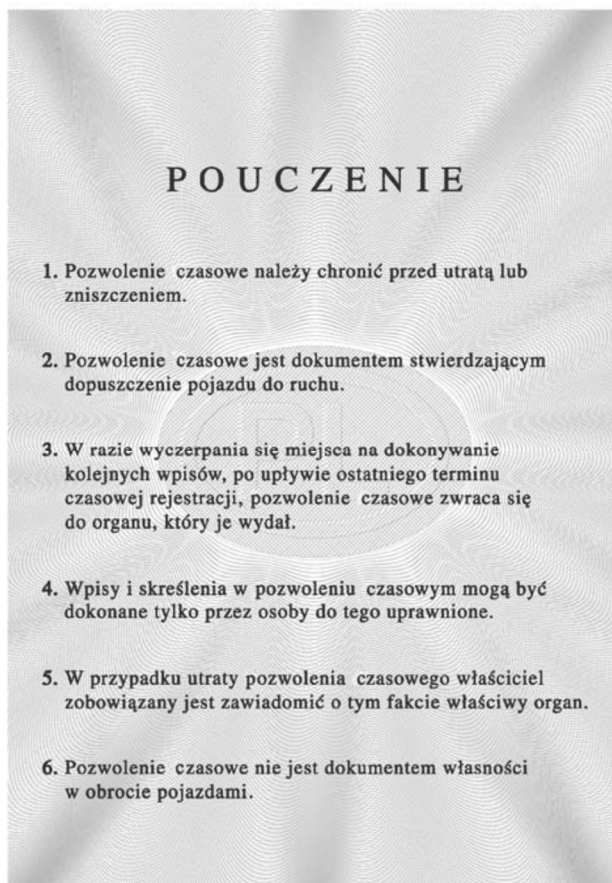 POUCZENIE
1. Pozwolenie czasowe należy chronić przed utratą lub
zniszczeniem.
2. Pozwolenie czasowe jest dokumentem stwierdzającym
dopuszczenie pojazdu do ruchu.
3. W razie wyczerpania się miejsca na dokonywanie
kolejnych wpisów, po upływie ostatniego terminu
czasowej rejestracji, pozwolenie czasowe zwraca się
do organu, który je wydał.
4. Wpisy i skreślenia w pozwoleniu czasowym mogą być
dokonane tylko przez osoby do tego uprawnione.
5. W przypadku utraty pozwolenia czasowego właściciel
zobowiązany jest zawiadomić o tym fakcie właściwy organ.
6. Pozwolenie czasowe nie jest dokumentem własności
w obrocie pojazdami.
PL